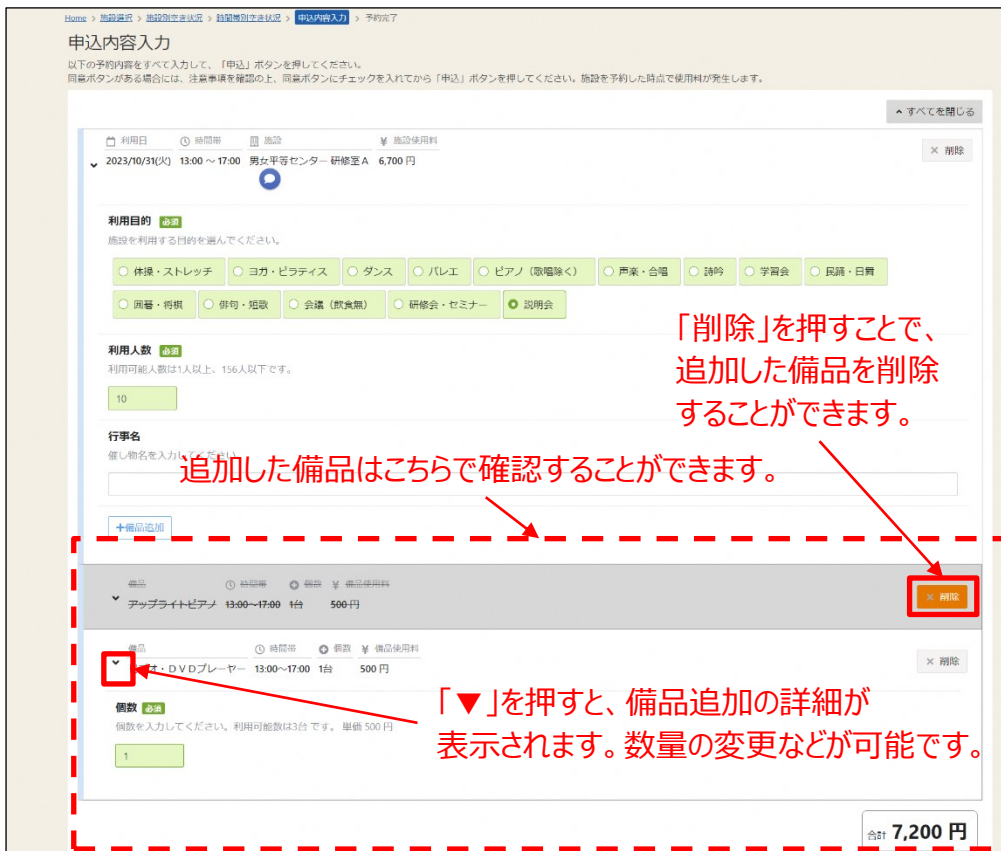 Home > 施設選択 > 施設別空き状況 > 時間帯別空き状況 > 申込内容入力 > 予約完了
申込内容入力
以下の予約内容をすべて入力して、「申込」ボタンを押してください。
同意ボタンがある場合には、注意事項を確認の上、同意ボタンにチェックを入れてから「申込」ボタンを押してください。施設を予約した時点で使用料が発生します。
すべてを閉じる
利用日 時間帯 施設 ¥ 施設使用料
2023/10/31(火) 13:00 ~ 17:00 男女平等センター 研修室A 6,700 円
× 削除
利用目的 必須
施設を利用する目的を選んでください。
体操・ストレッチ ヨガ・ピラティス ダンス バレエ ピアノ（歌唱除く） 声楽・合唱 詩吟 学習会 民踊・日舞
囲碁・将棋 俳句・短歌 会議（飲食無） 研修会・セミナー 説明会
「削除」を押すことで、
追加した備品を削除
することができます。
利用人数 必須
利用可能人数は1人以上、156人以下です。
10
行事名
催し物名を入力してください
追加した備品はこちらで確認することができます。
+備品追加
備品 時間帯 個数 ¥ 備品使用料
アップライトピアノ 13:00~17:00 1台 500 円
× 削除
備品 時間帯 個数 ¥ 備品使用料
オ・DVDプレーヤー 13:00~17:00 1台 500 円
× 削除
個数 必須
個数を入力してください。利用可能数は3台 です。 単価 500 円
1
「▼」を押すと、備品追加の詳細が
表示されます。数量の変更などが可能です。
合計 7,200 円